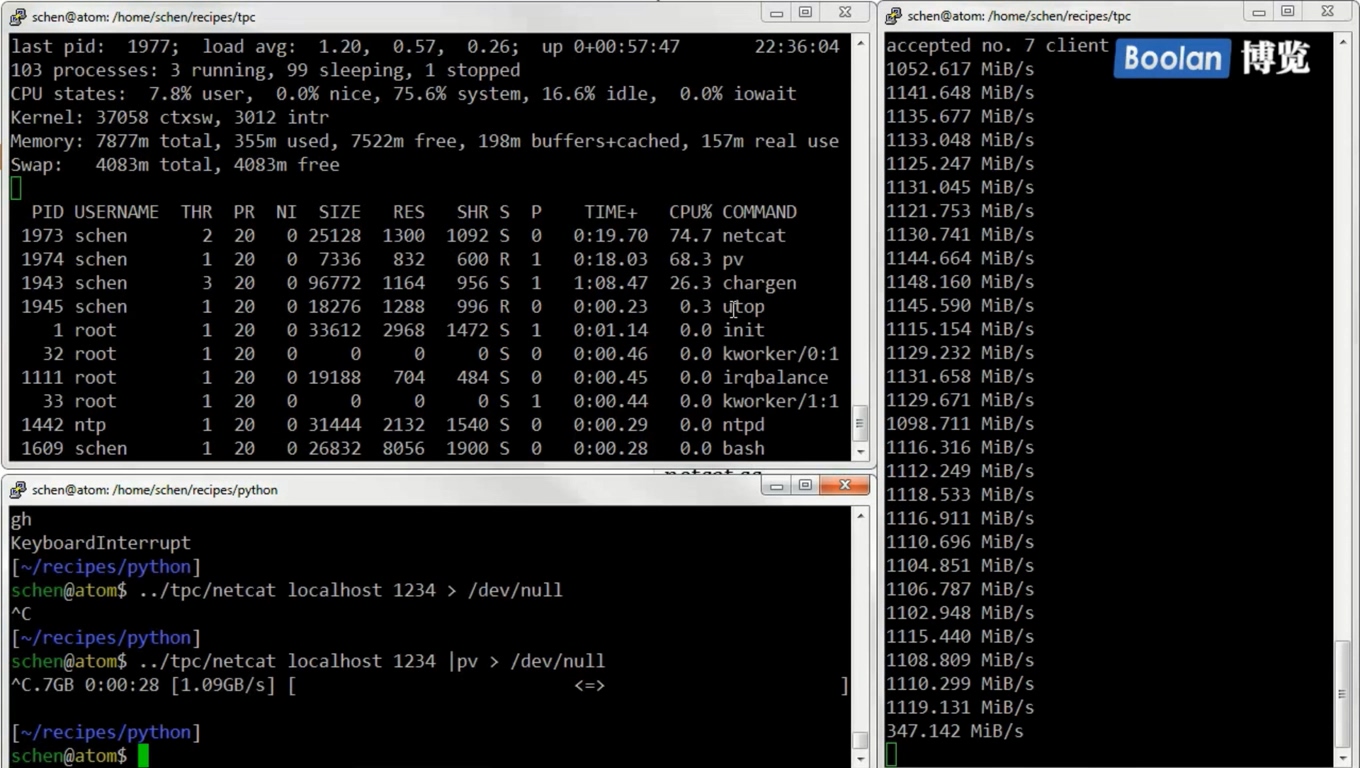 schen@atom: /home/schen/recipes/tpc
last pid: 1977; load avg: 1.20, 0.57, 0.26; up 0+00:57:47 22:36:04
103 processes: 3 running, 99 sleeping, 1 stopped
CPU states: 7.8% user, 0.0% nice, 75.6% system, 16.6% idle, 0.0% iowait
Kernel: 37058 ctxsw, 3012 intr
Memory: 7877m total, 355m used, 7522m free, 198m buffers+cached, 157m real use
Swap: 4083m total, 4083m free
PID USERNAME THR PR NI SIZE RES SHR S P TIME+ CPU% COMMAND
1973 schen 2 20 0 25128 1300 1092 S 0 0:19.70 74.7 netcat
1974 schen 1 20 0 7336 832 600 R 1 0:18.03 68.3 pv
1943 schen 3 20 0 96772 1164 956 S 1 1:08.47 26.3 chargen
1945 schen 1 20 0 18276 1288 996 R 0 0:00.23 0.3 utop
1 root 1 20 0 33612 2968 1472 S 1 0:01.14 0.0 init
32 root 1 20 0 0 0 0 S 0 0:00.46 0.0 kworker/0:1
1111 root 1 20 0 19188 704 484 S 0 0:00.45 0.0 irqbalance
33 root 1 20 0 0 0 0 S 1 0:00.44 0.0 kworker/1:1
1442 ntp 1 20 0 31444 2132 1540 S 0 0:00.29 0.0 ntpd
1609 schen 1 20 0 26832 8056 1900 S 0 0:00.28 0.0 bash
schen@atom: /home/schen/recipes/python
gh
KeyboardInterrupt
[~/recipes/python]
schen@atom$ ../tpc/netcat localhost 1234 > /dev/null
^C
[~/recipes/python]
schen@atom$ ../tpc/netcat localhost 1234 |pv > /dev/null
^C.7GB 0:00:28 [1.09GB/s] [ <=> ]
[~/recipes/python]
schen@atom$
schen@atom: /home/schen/recipes/tpc
accepted no. 7 client
Boolan 博览
1052.617 MiB/s
1141.648 MiB/s
1135.677 MiB/s
1133.048 MiB/s
1125.247 MiB/s
1131.045 MiB/s
1121.753 MiB/s
1130.741 MiB/s
1144.664 MiB/s
1148.160 MiB/s
1145.590 MiB/s
1115.154 MiB/s
1129.232 MiB/s
1131.658 MiB/s
1129.671 MiB/s
1098.711 MiB/s
1116.316 MiB/s
1112.249 MiB/s
1118.533 MiB/s
1116.911 MiB/s
1110.696 MiB/s
1104.851 MiB/s
1106.787 MiB/s
1102.948 MiB/s
1115.440 MiB/s
1108.809 MiB/s
1110.299 MiB/s
1119.131 MiB/s
347.142 MiB/s